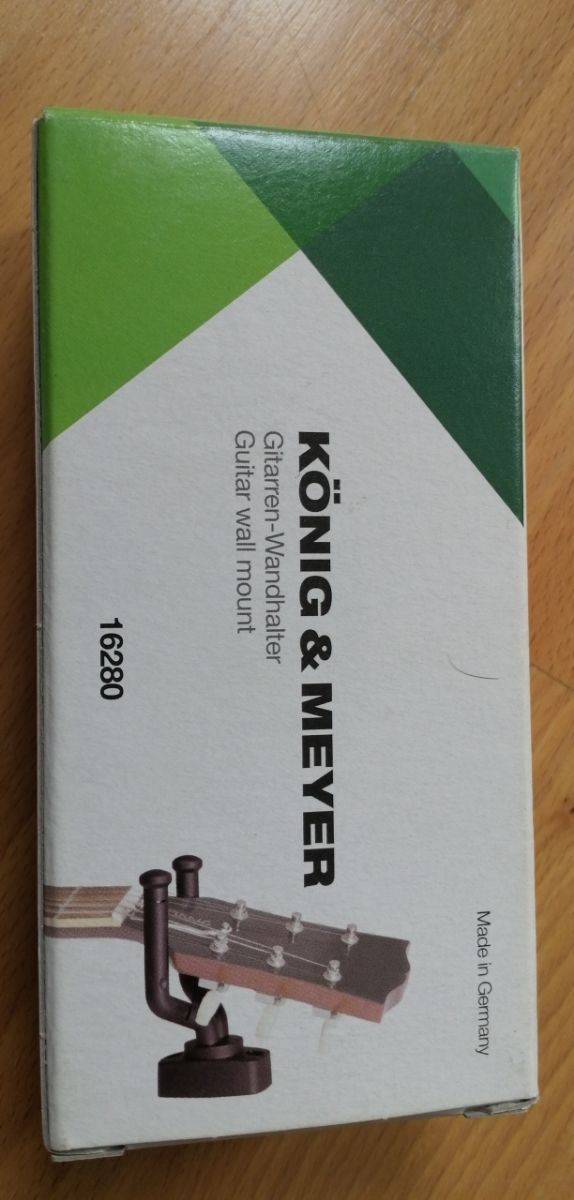 Made in Germany
KÖNIG & MEYER
Gitarren-Wandhalter
Guitar wall mount
16280